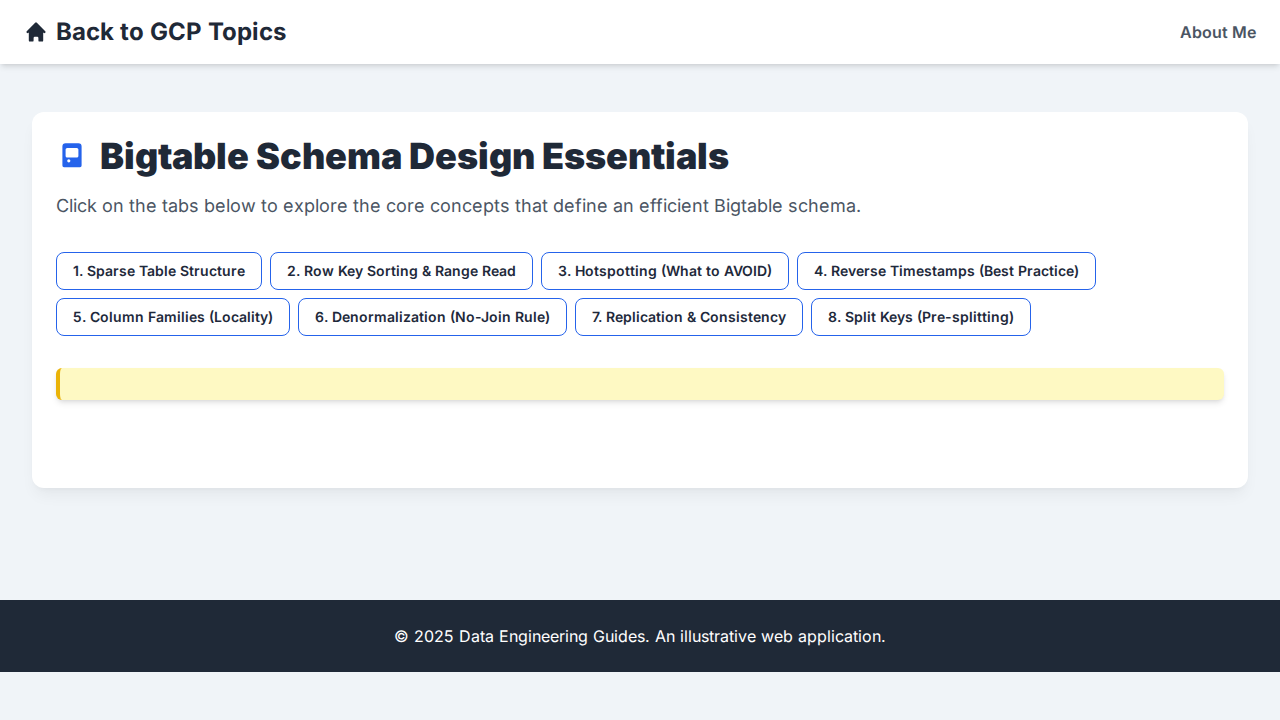 Back to GCP Topics
About Me
Bigtable Schema Design Essentials
Click on the tabs below to explore the core concepts that define an efficient Bigtable schema.
1. Sparse Table Structure
2. Row Key Sorting & Range Read
3. Hotspotting (What to AVOID)
4. Reverse Timestamps (Best Practice)
5. Column Families (Locality)
6. Denormalization (No-Join Rule)
7. Replication & Consistency
8. Split Keys (Pre-splitting)
© 2025 Data Engineering Guides. An illustrative web application.